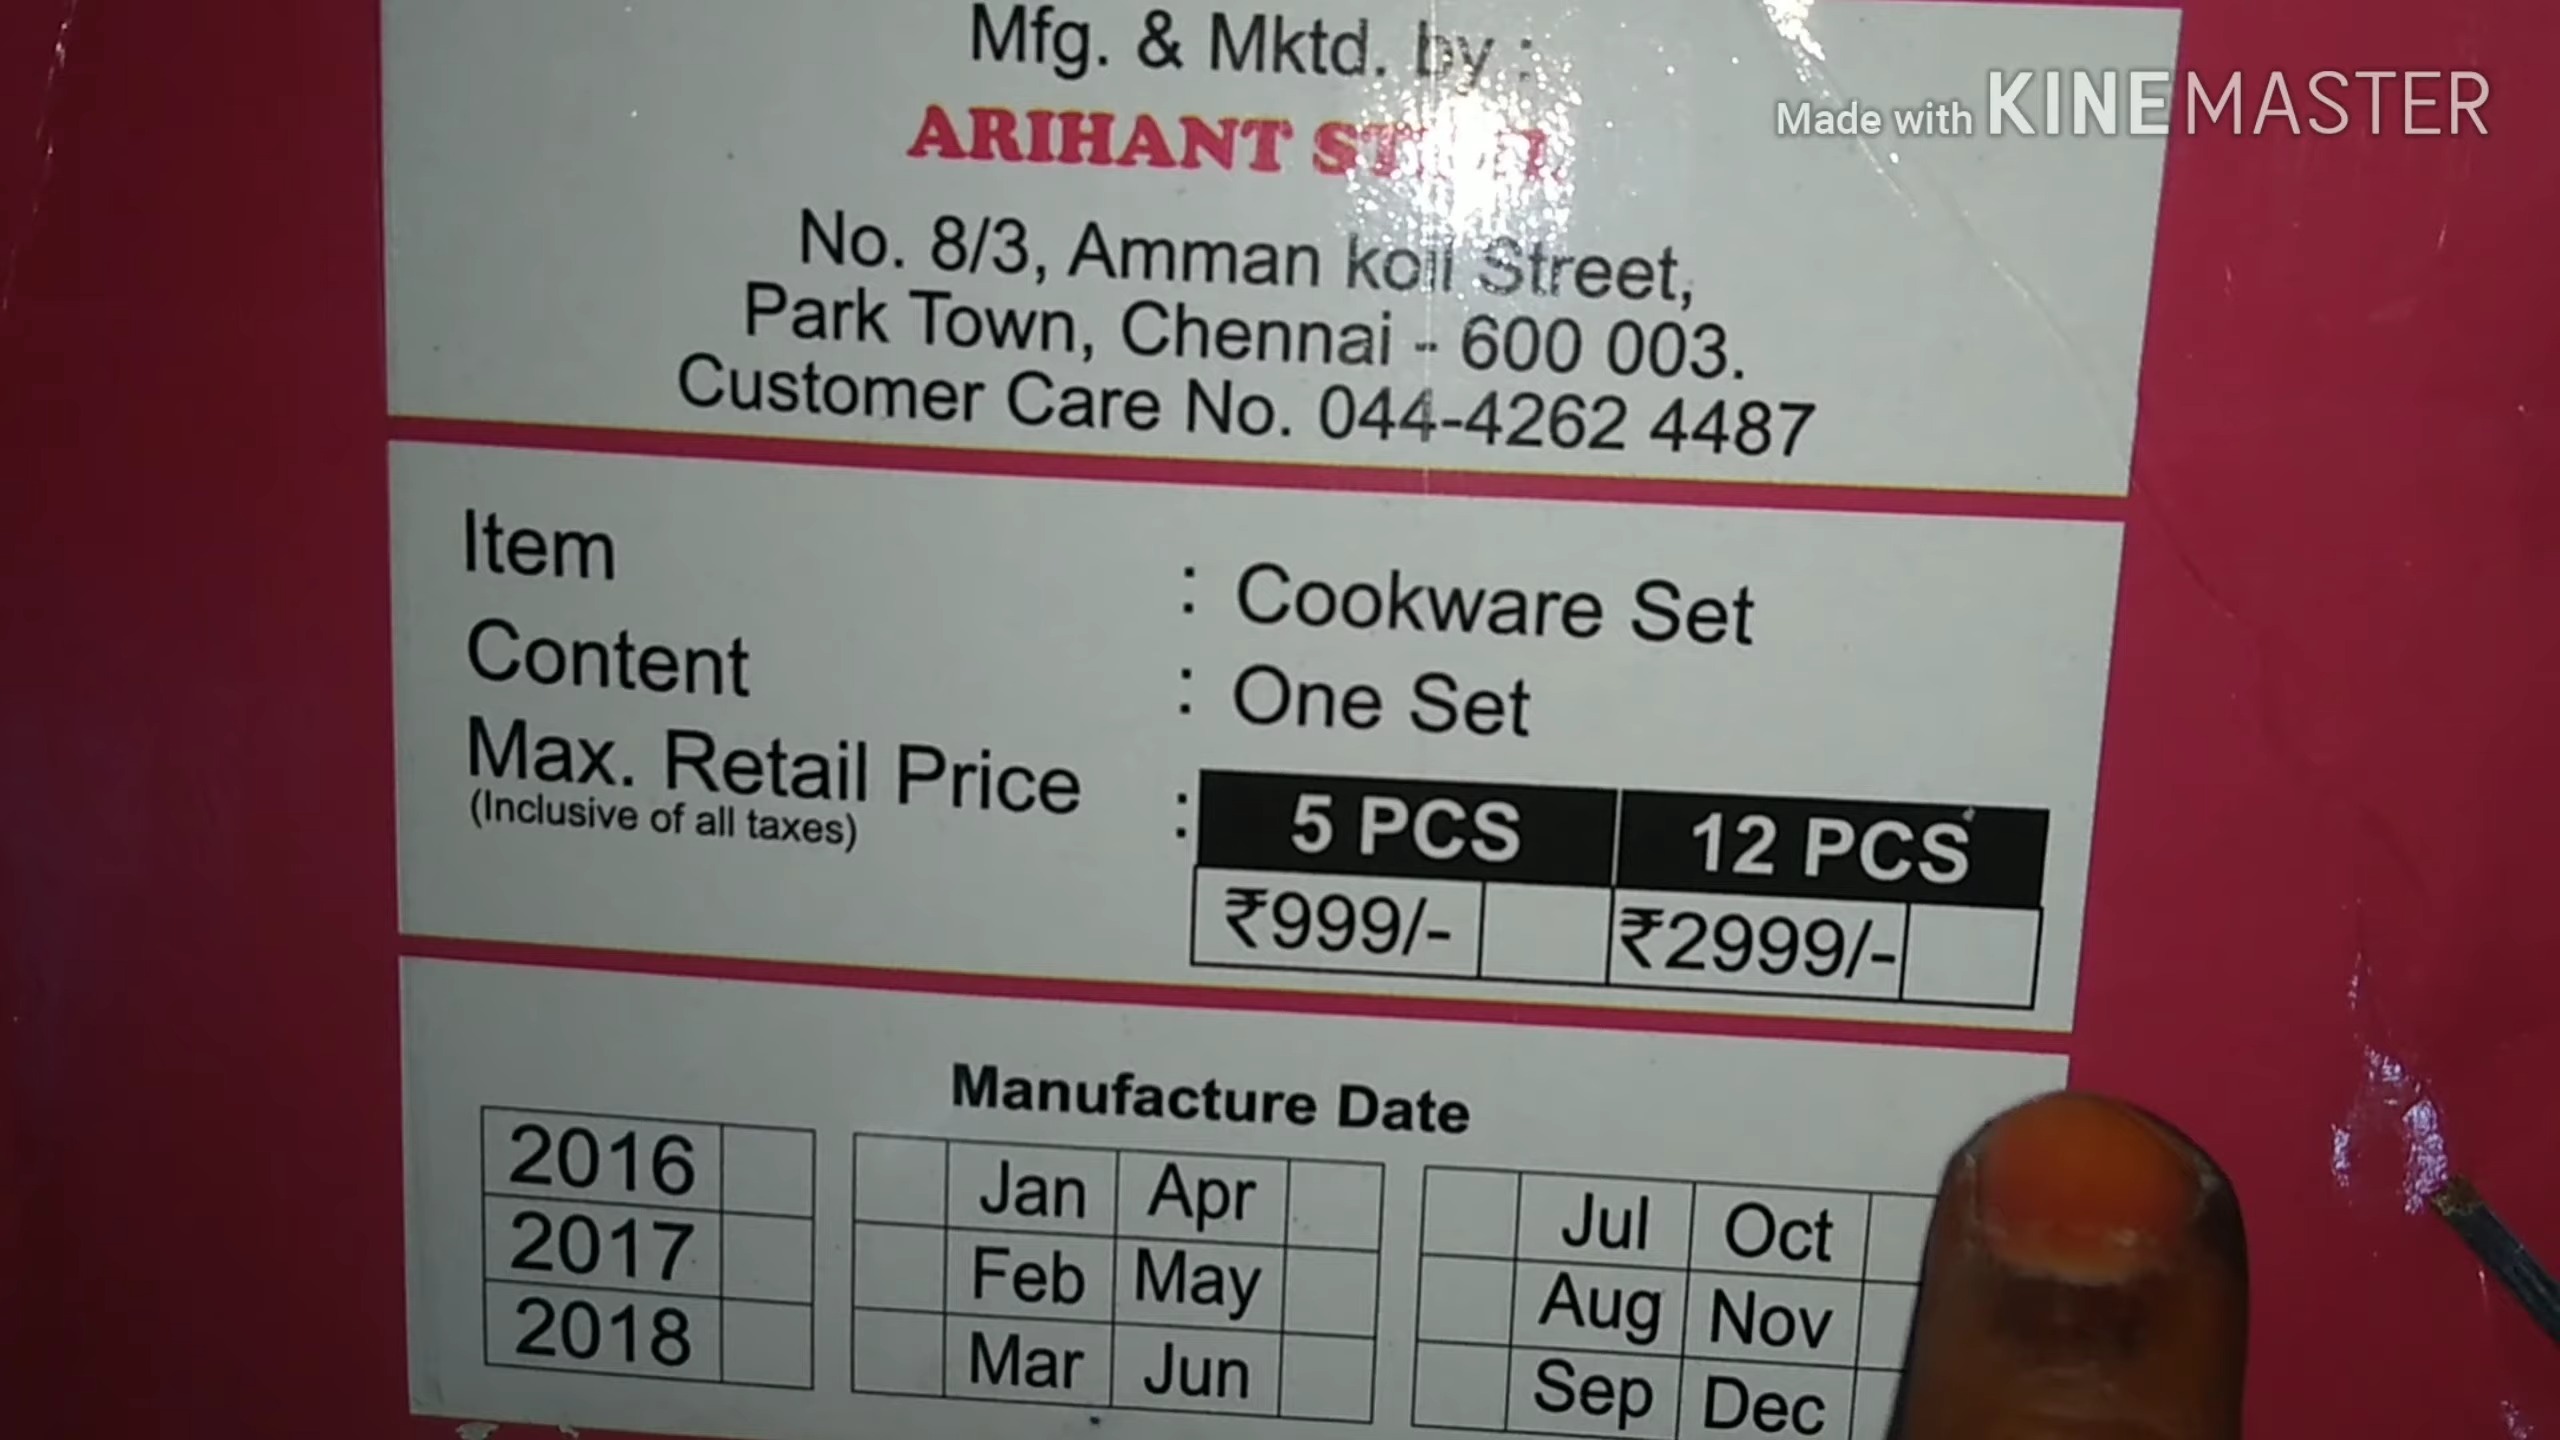 Mfg. & Mktd. by :
Made with KINEMASTER
ARIHANT
No. 8/3, Amman koil Street,
Park Town, Chennai - 600 003.
Customer Care No. 044-4262 4487
Item : Cookware Set
Content : One Set
Max. Retail Price :
(Inclusive of all taxes)
5 PCS 12 PCS
₹999/- ₹2999/-
Manufacture Date
2016 Jan Apr Jul Oct
2017 Feb May Aug Nov
2018 Mar Jun Sep Dec